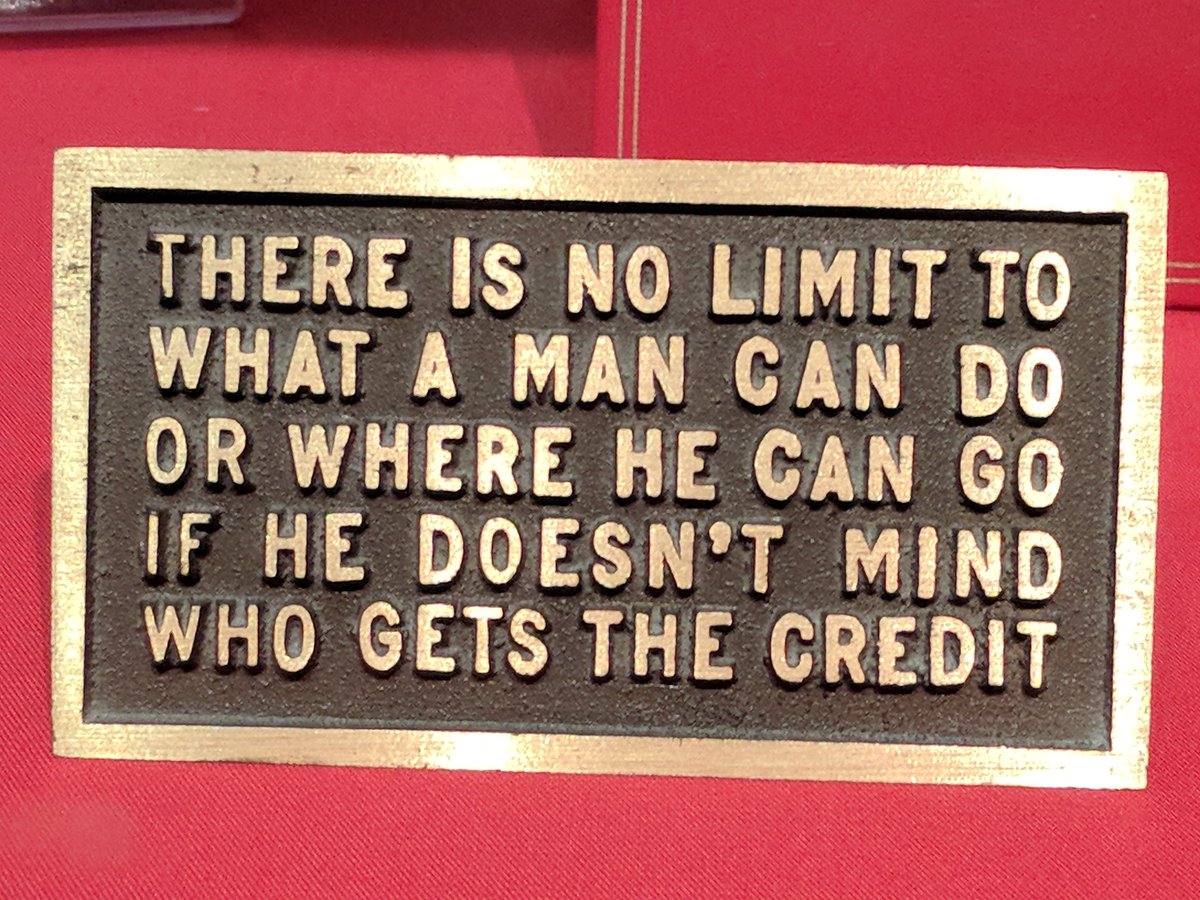 THERE IS NO LIMIT TO
WHAT A MAN CAN DO
OR WHERE HE CAN GO
IF HE DOESN'T MIND
WHO GETS THE CREDIT